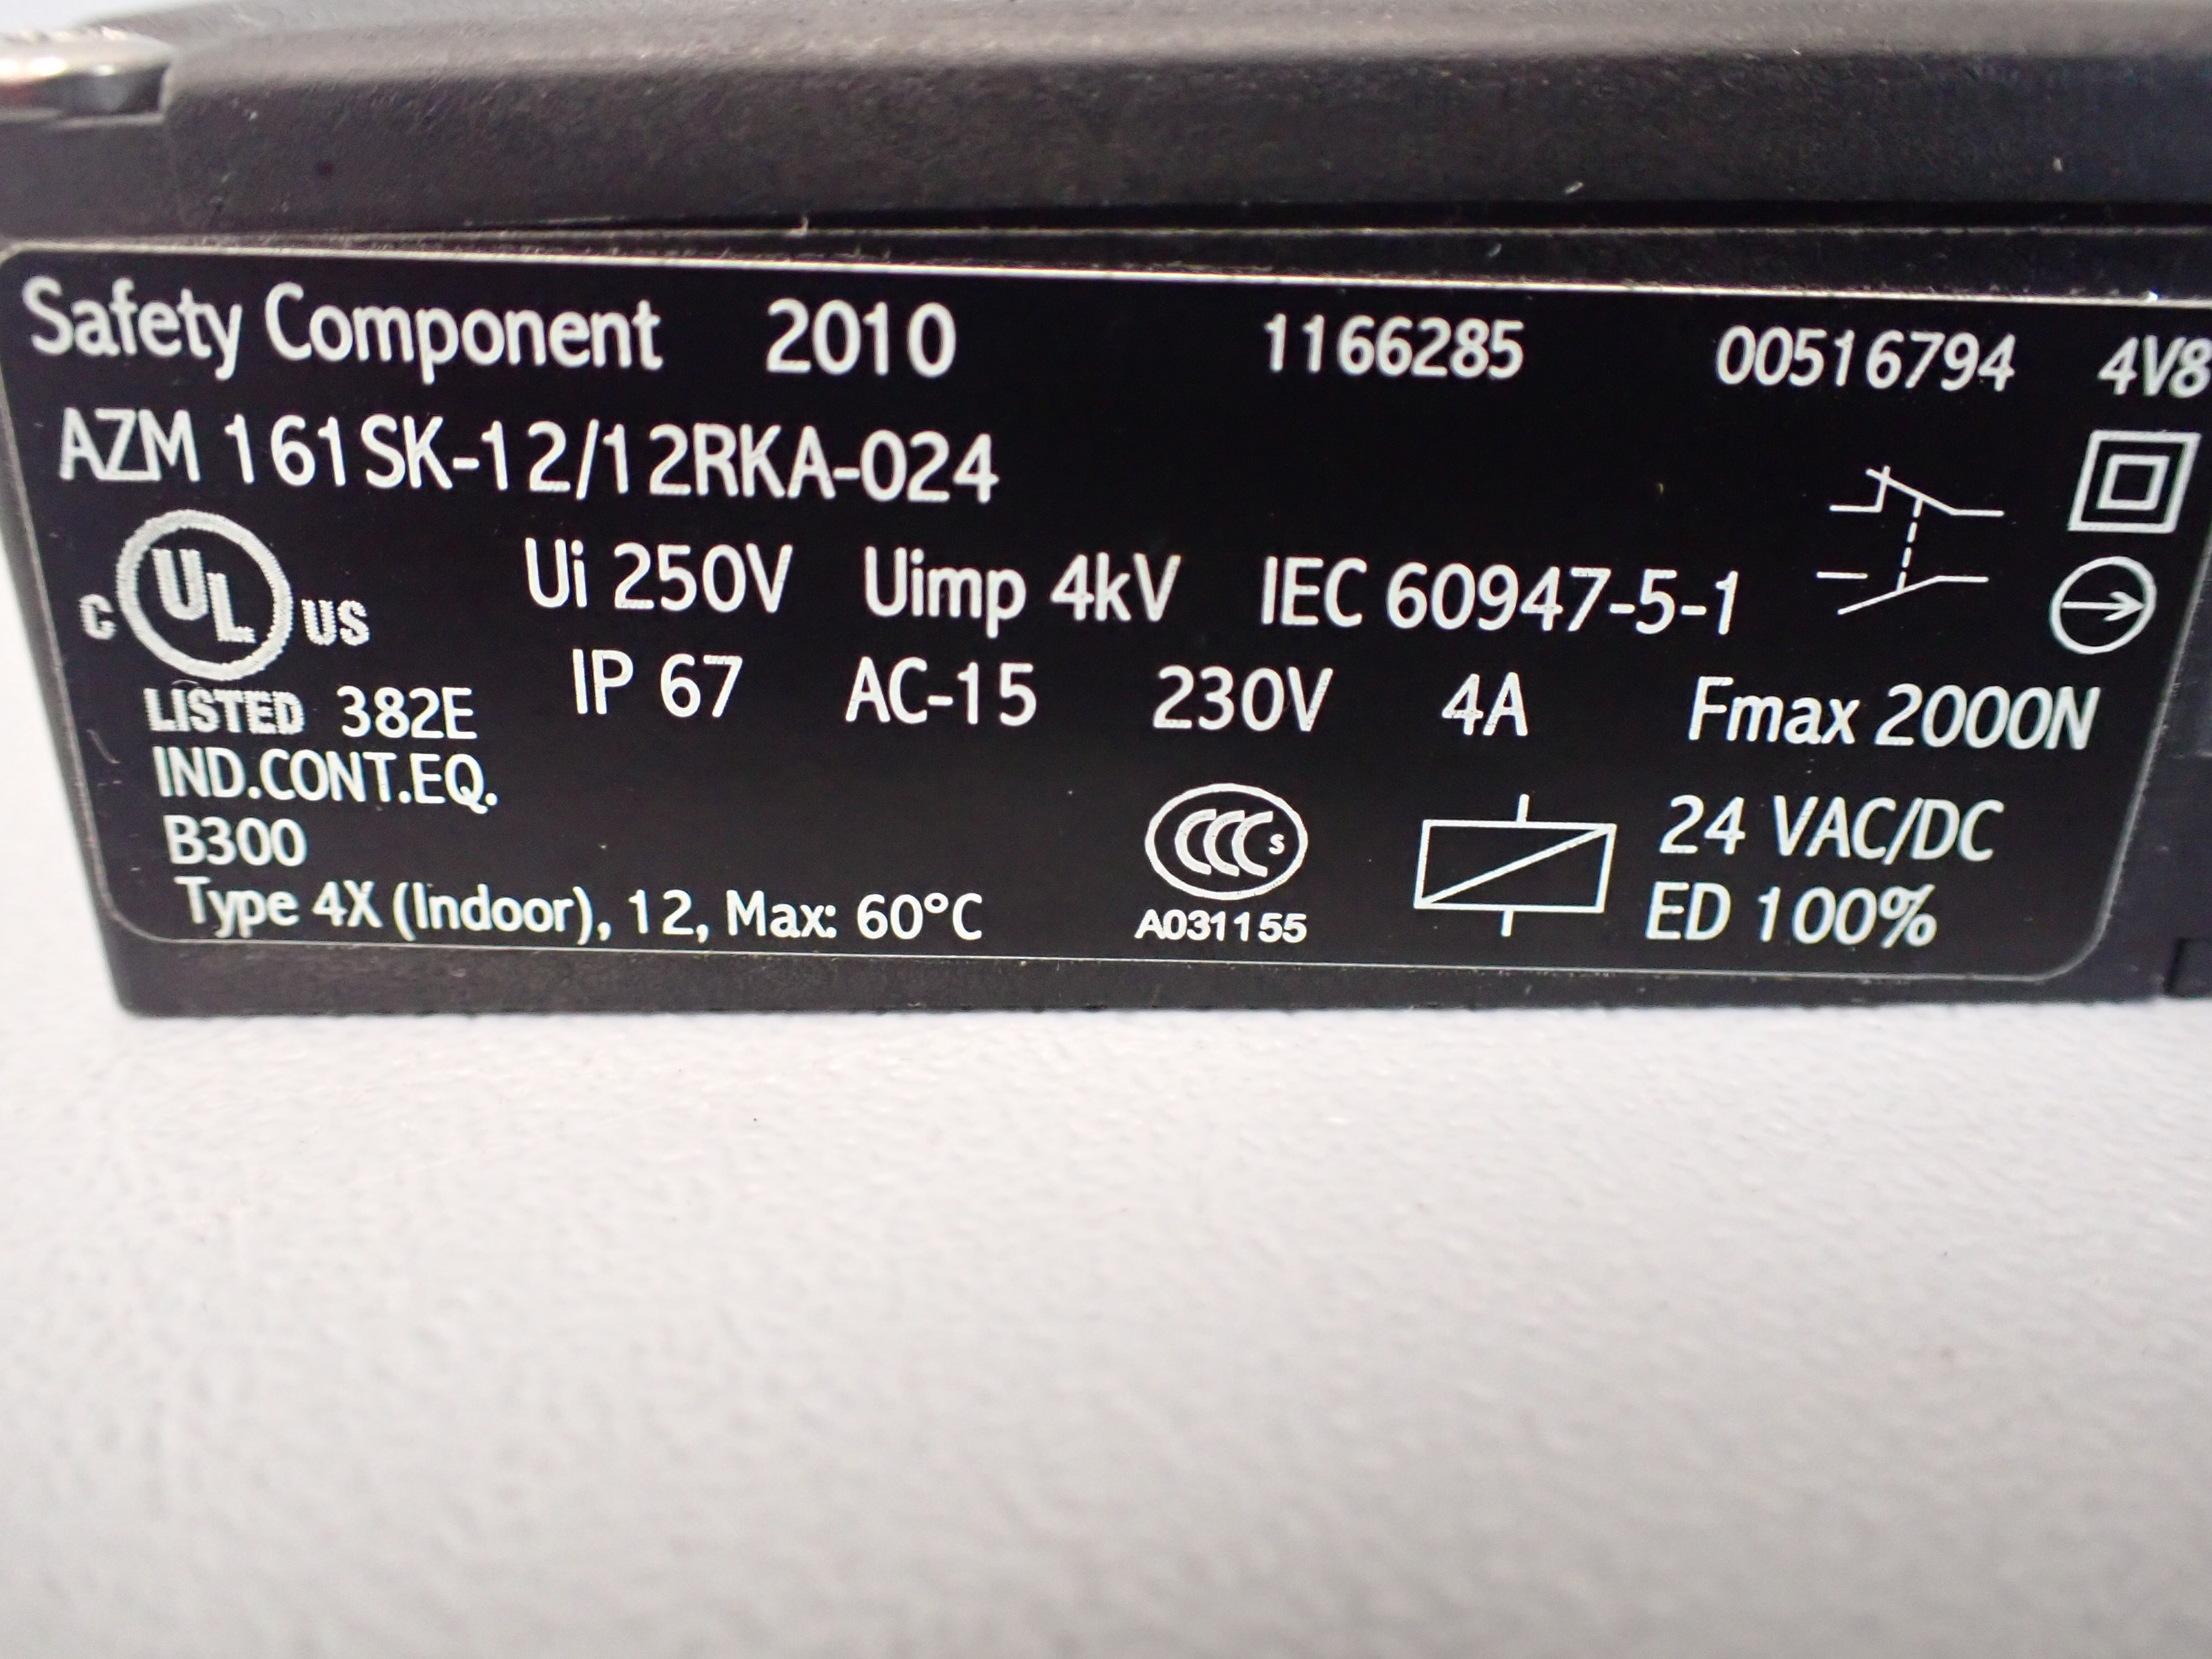 Safety Component 2010 1166285 00516794 4V8
AZM 161SK-12/12RKA-024
C UL US Ui 250V Uimp 4kV IEC 60947-5-1
LISTED 382E IP 67 AC-15 230V 4A Fmax 2000N
IND.CONT.EQ.
B300 CCC S 24 VAC/DC
Type 4X (Indoor), 12, Max: 60°C A031155 ED 100%